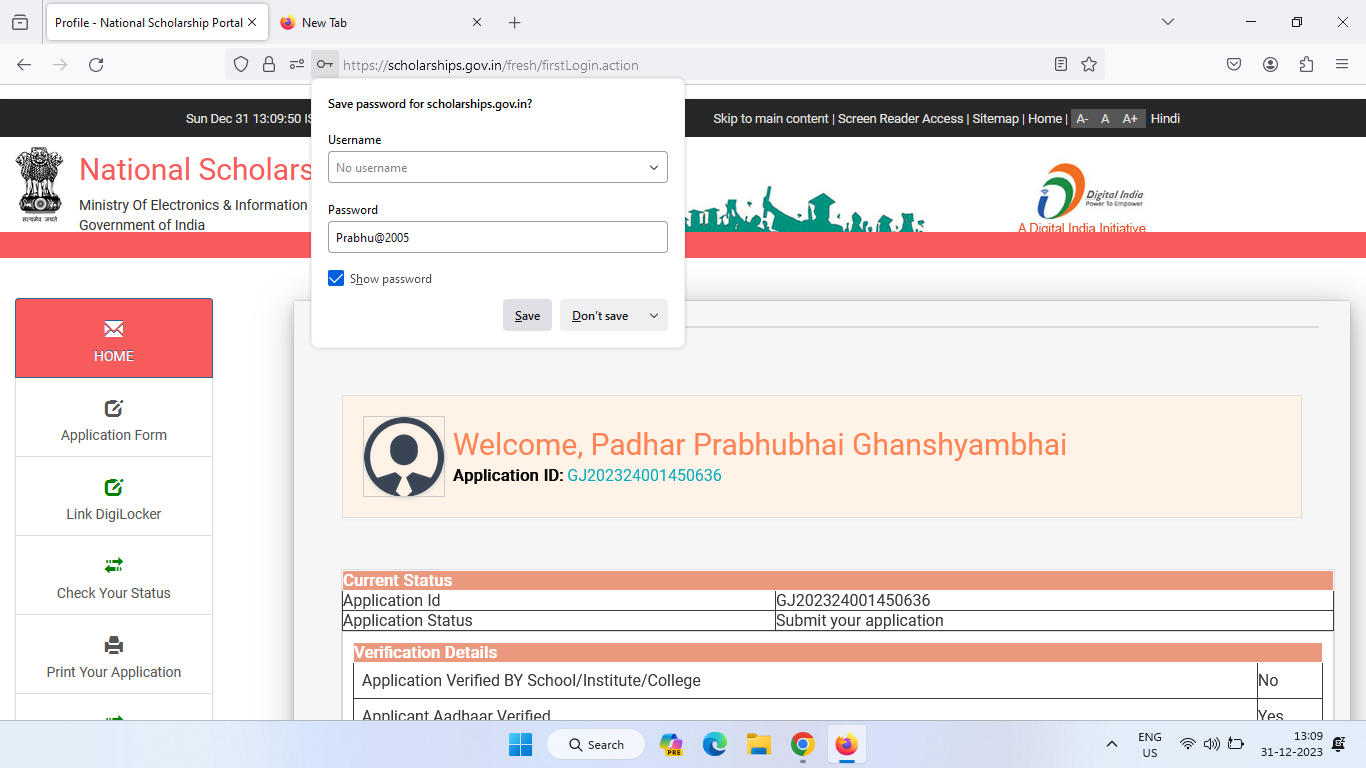 Profile - National Scholarship Portal
New Tab
https://scholarships.gov.in/fresh/firstLogin.action
Save password for scholarships.gov.in?
Username
No username
Password
Prabhu@2005
Show password
Save
Don't save
Sun Dec 31 13:09:50 IS
Skip to main content | Screen Reader Access | Sitemap | Home | A- A A+ Hindi
सत्यमेव जयते
National Scholars
Ministry Of Electronics & Information
Government of India
Digital India
Power To Empower
A Digital India Initiative
HOME
Application Form
Link DigiLocker
Check Your Status
Print Your Application
Welcome, Padhar Prabhubhai Ghanshyambhai
Application ID: GJ202324001450636
Current Status
Application Id GJ202324001450636
Application Status Submit your application
Verification Details
Application Verified BY School/Institute/College No
Applicant Aadhaar Verified Yes
Search
PRE
ENG
US
13:09
31-12-2023